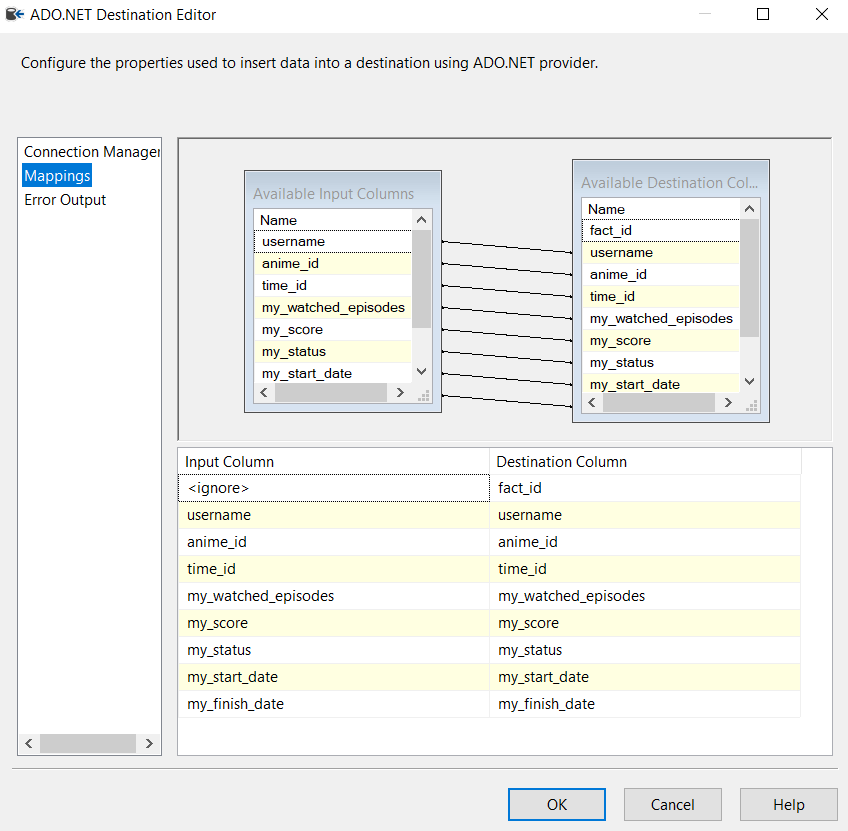 ADO.NET Destination Editor
Configure the properties used to insert data into a destination using ADO.NET provider.
Connection Manager
Mappings
Error Output
Available Input Columns
Name
username
anime_id
time_id
my_watched_episodes
my_score
my_status
my_start_date
Available Destination Col...
Name
fact_id
username
anime_id
time_id
my_watched_episodes
my_score
my_status
my_start_date
Input Column Destination Column
<ignore> fact_id
username username
anime_id anime_id
time_id time_id
my_watched_episodes my_watched_episodes
my_score my_score
my_status my_status
my_start_date my_start_date
my_finish_date my_finish_date
OK Cancel Help